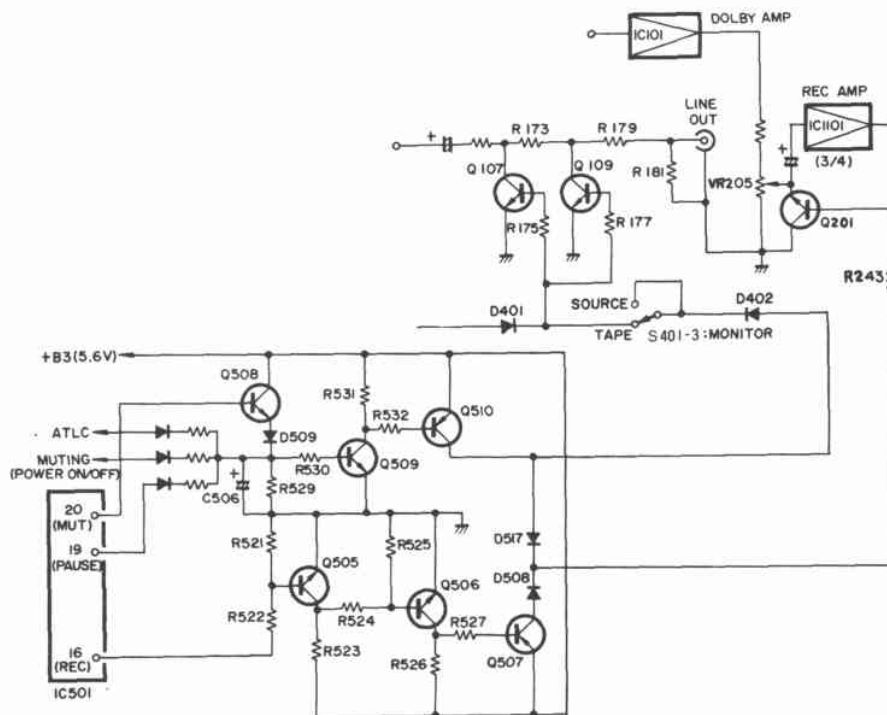 DOLBY AMP
IC101
REC AMP
LINE
OUT
IC1101
+
R 173
R 179
+
(3/4)
Q 107
Q 109
R 181
VR205
R 175
R 177
Q201
R243
SOURCE
D401
D402
TAPE
S401-3:MONITOR
+B3(5.6V)
Q508
R531
Q510
R532
ATLC
D509
MUTING
(POWER ON/OFF)
R530
Q509
+
C506
R529
20
(MUT)
19
(PAUSE)
R521
R525
D517
Q505
Q506
D508
R522
R524
R527
16
(REC)
R523
R526
Q507
IC501